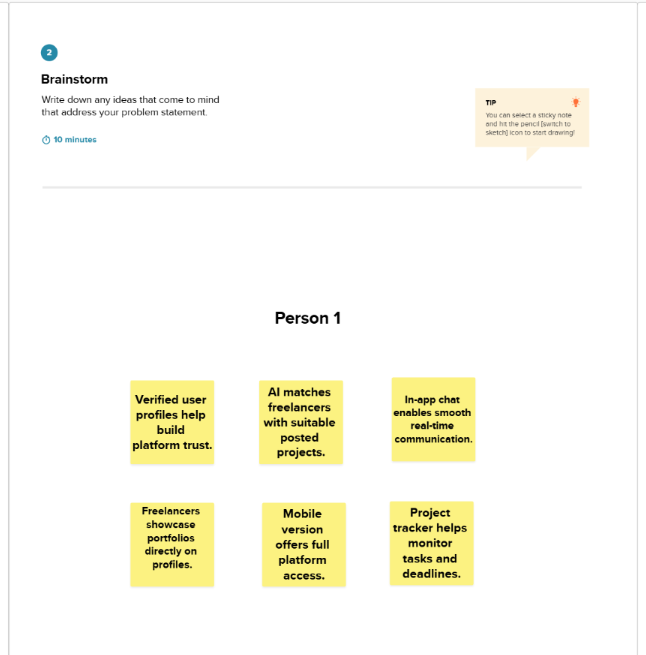 2
Brainstorm
Write down any ideas that come to mind
that address your problem statement.
10 minutes
TIP
You can select a sticky note
and hit the pencil [switch to
sketch] icon to start drawing!
Person 1
Verified user
profiles help
build
platform trust.
AI matches
freelancers
with suitable
posted
projects.
In-app chat
enables smooth
real-time
communication.
Freelancers
showcase
portfolios
directly on
profiles.
Mobile
version
offers full
platform
access.
Project
tracker helps
monitor
tasks and
deadlines.